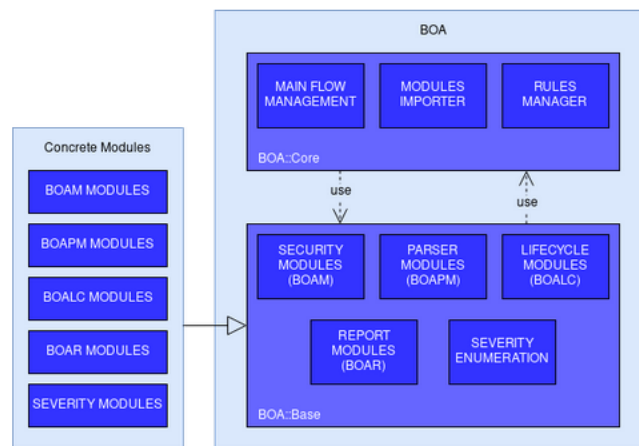 BOA
MAIN FLOW
MANAGEMENT
MODULES
IMPORTER
RULES
MANAGER
BOA::Core
use
use
Concrete Modules
BOAM MODULES
BOAPM MODULES
BOALC MODULES
BOAR MODULES
SEVERITY MODULES
SECURITY
MODULES
(BOAM)
PARSER
MODULES
(BOAPM)
LIFECYCLE
MODULES
(BOALC)
REPORT
MODULES
(BOAR)
SEVERITY
ENUMERATION
BOA::Base